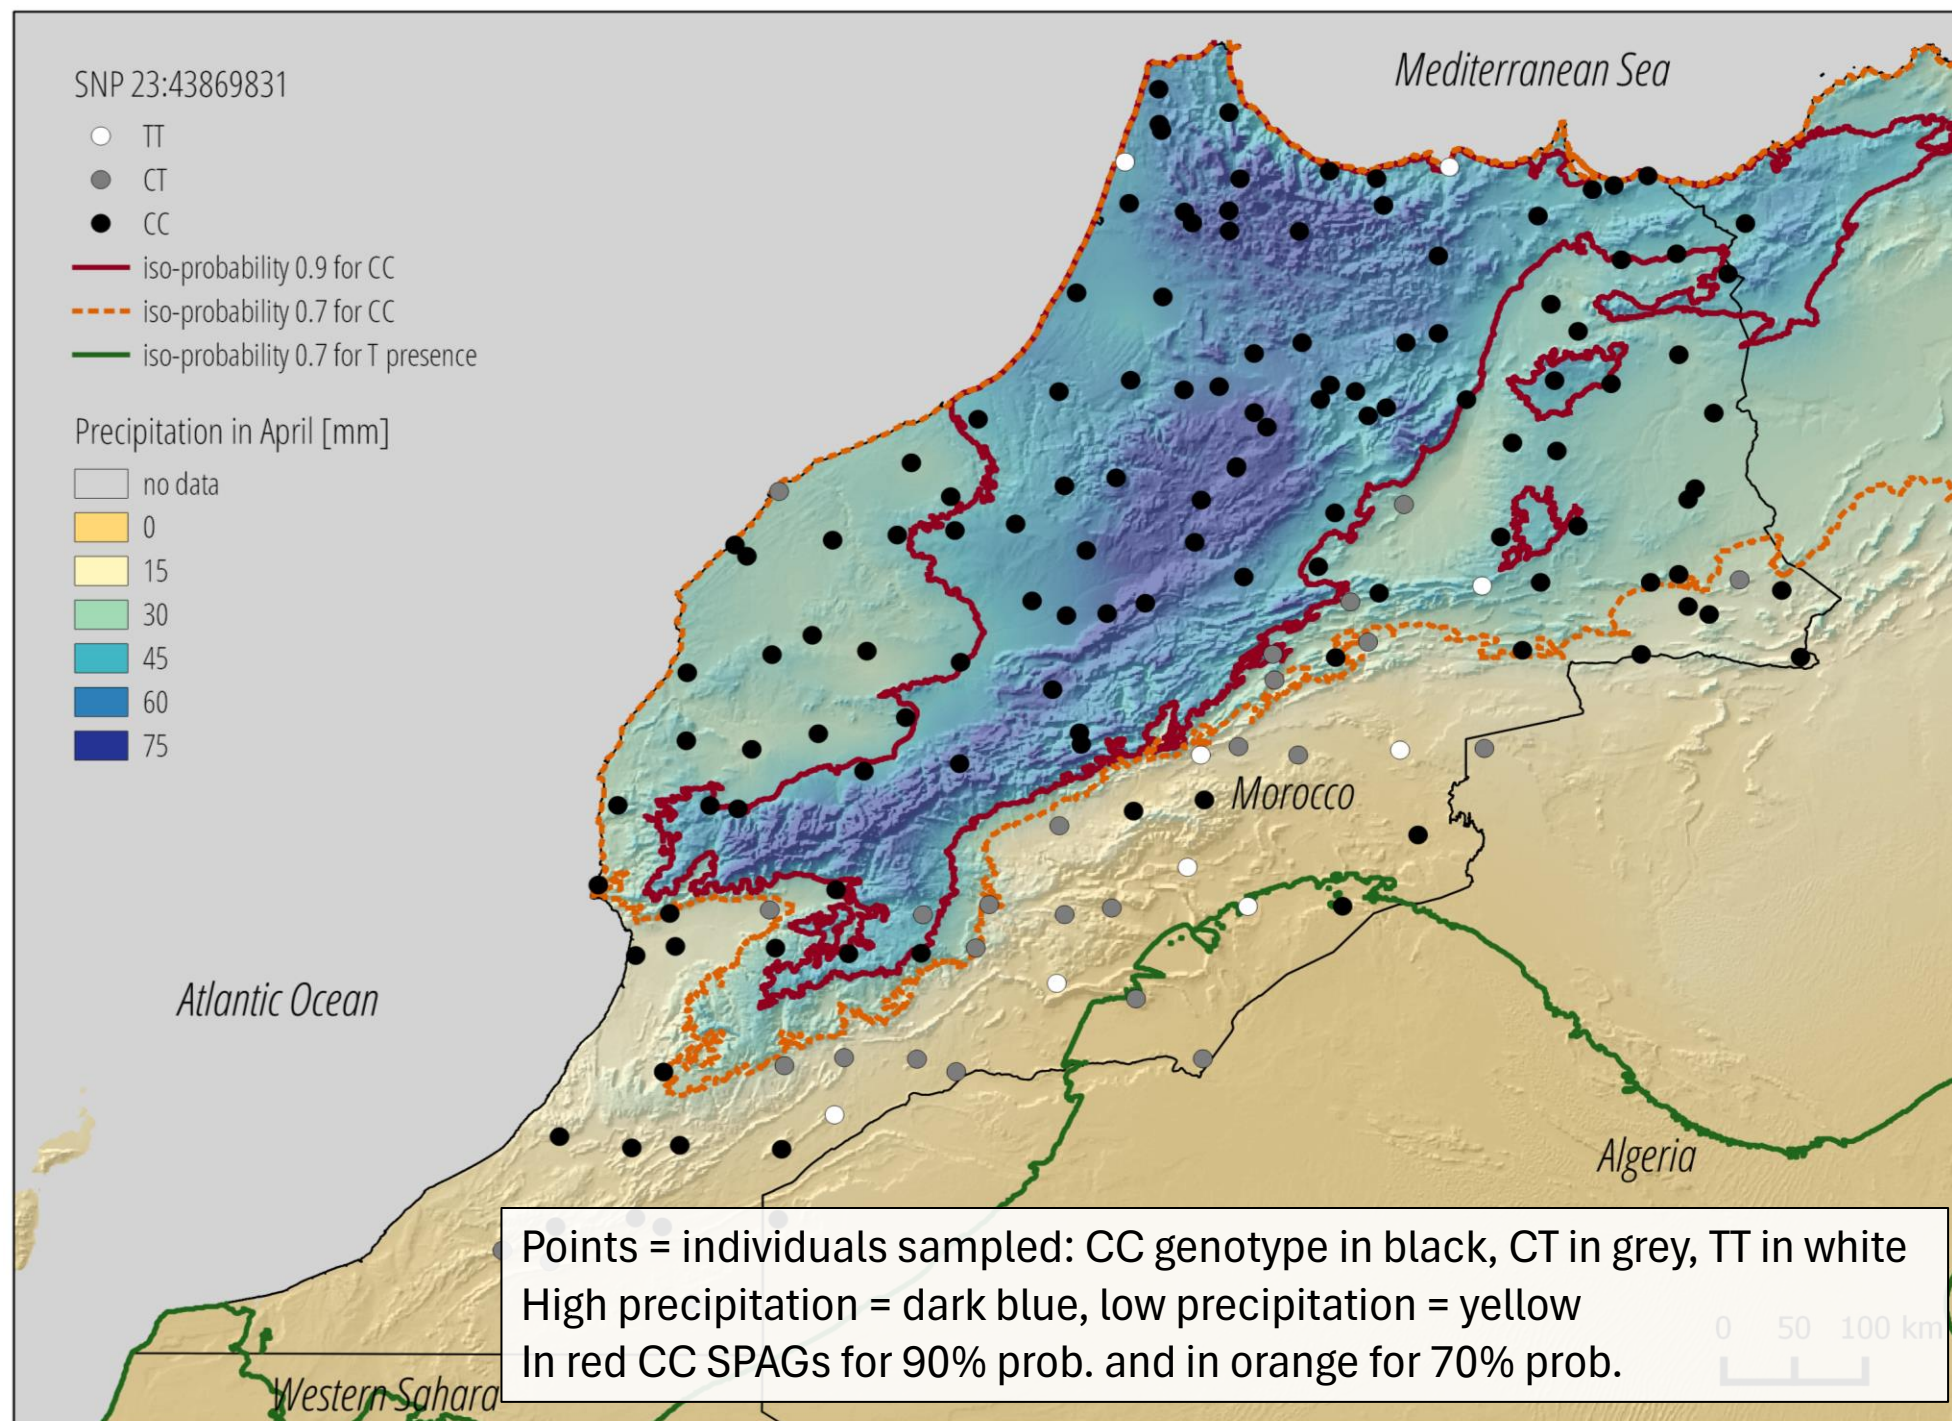 SNP 23:43869831
TT
CT
CC
iso-probability 0.9 for CC
iso-probability 0.7 for CC
iso-probability 0.7 for T presence
Precipitation in April [mm]
no data
0
15
30
45
60
75
Mediterranean Sea
Morocco
Atlantic Ocean
Algeria
Western Sahara
Points = individuals sampled: CC genotype in black, CT in grey, TT in white
High precipitation = dark blue, low precipitation = yellow
In red CC SPAGs for 90% prob. and in orange for 70% prob.
0 50 100 km